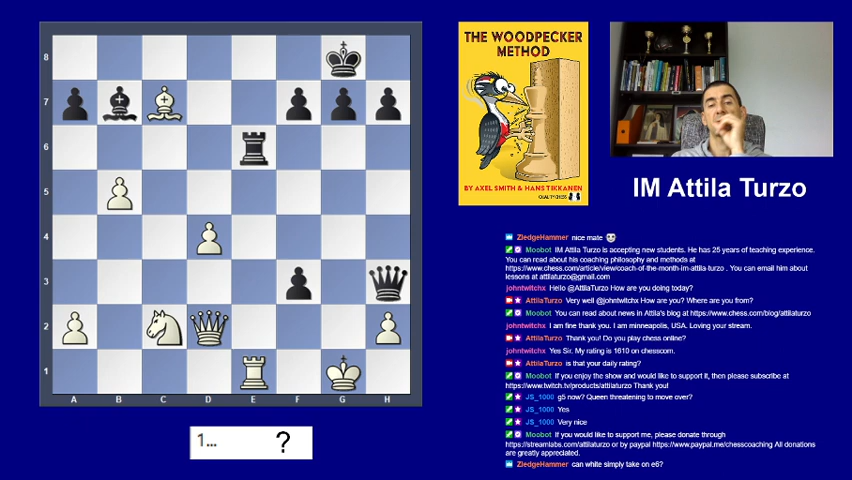 8
7
6
5
4
3
2
1
A B C D E F G H
1... ?
THE WOODPECKER
METHOD
BY AXEL SMITH & HANS TIKKANEN
QUALITY CHESS
IM Attila Turzo
ZledgeHammer nice mate
Moobot: IM Attila Turzo is accepting new students. He has 25 years of teaching experience.
You can read about his coaching philosophy and methods at
https://www.chess.com/article/view/coach-of-the-month-im-attila-turzo . You can email him about
lessons at attilaturzo@gmail.com
johntwitchx Hello @AttilaTurzo How are you doing today?
AttilaTurzo Very well @johntwitchx How are you? Where are you from?
Moobot: You can read about news in Attila's blog at https://www.chess.com/blog/attilaturzo
johntwitchx I am fine thank you. I am minneapolis, USA. Loving your stream.
AttilaTurzo Thank you! Do you play chess online?
johntwitchx Yes Sir. My rating is 1610 on chesscom.
AttilaTurzo is that your daily rating?
Moobot: If you enjoy the show and would like to support it, then please subscribe at
https://www.twitch.tv/products/attilaturzo Thank you!
JS_1000 g5 now? Queen threatening to move over?
JS_1000 Yes
JS_1000 Very nice
Moobot: If you would like to support me, please donate through
https://streamlabs.com/attilaturzo or by paypal https://www.paypal.me/chesscoaching All donations
are greatly appreciated.
ZledgeHammer can white simply take on e6?